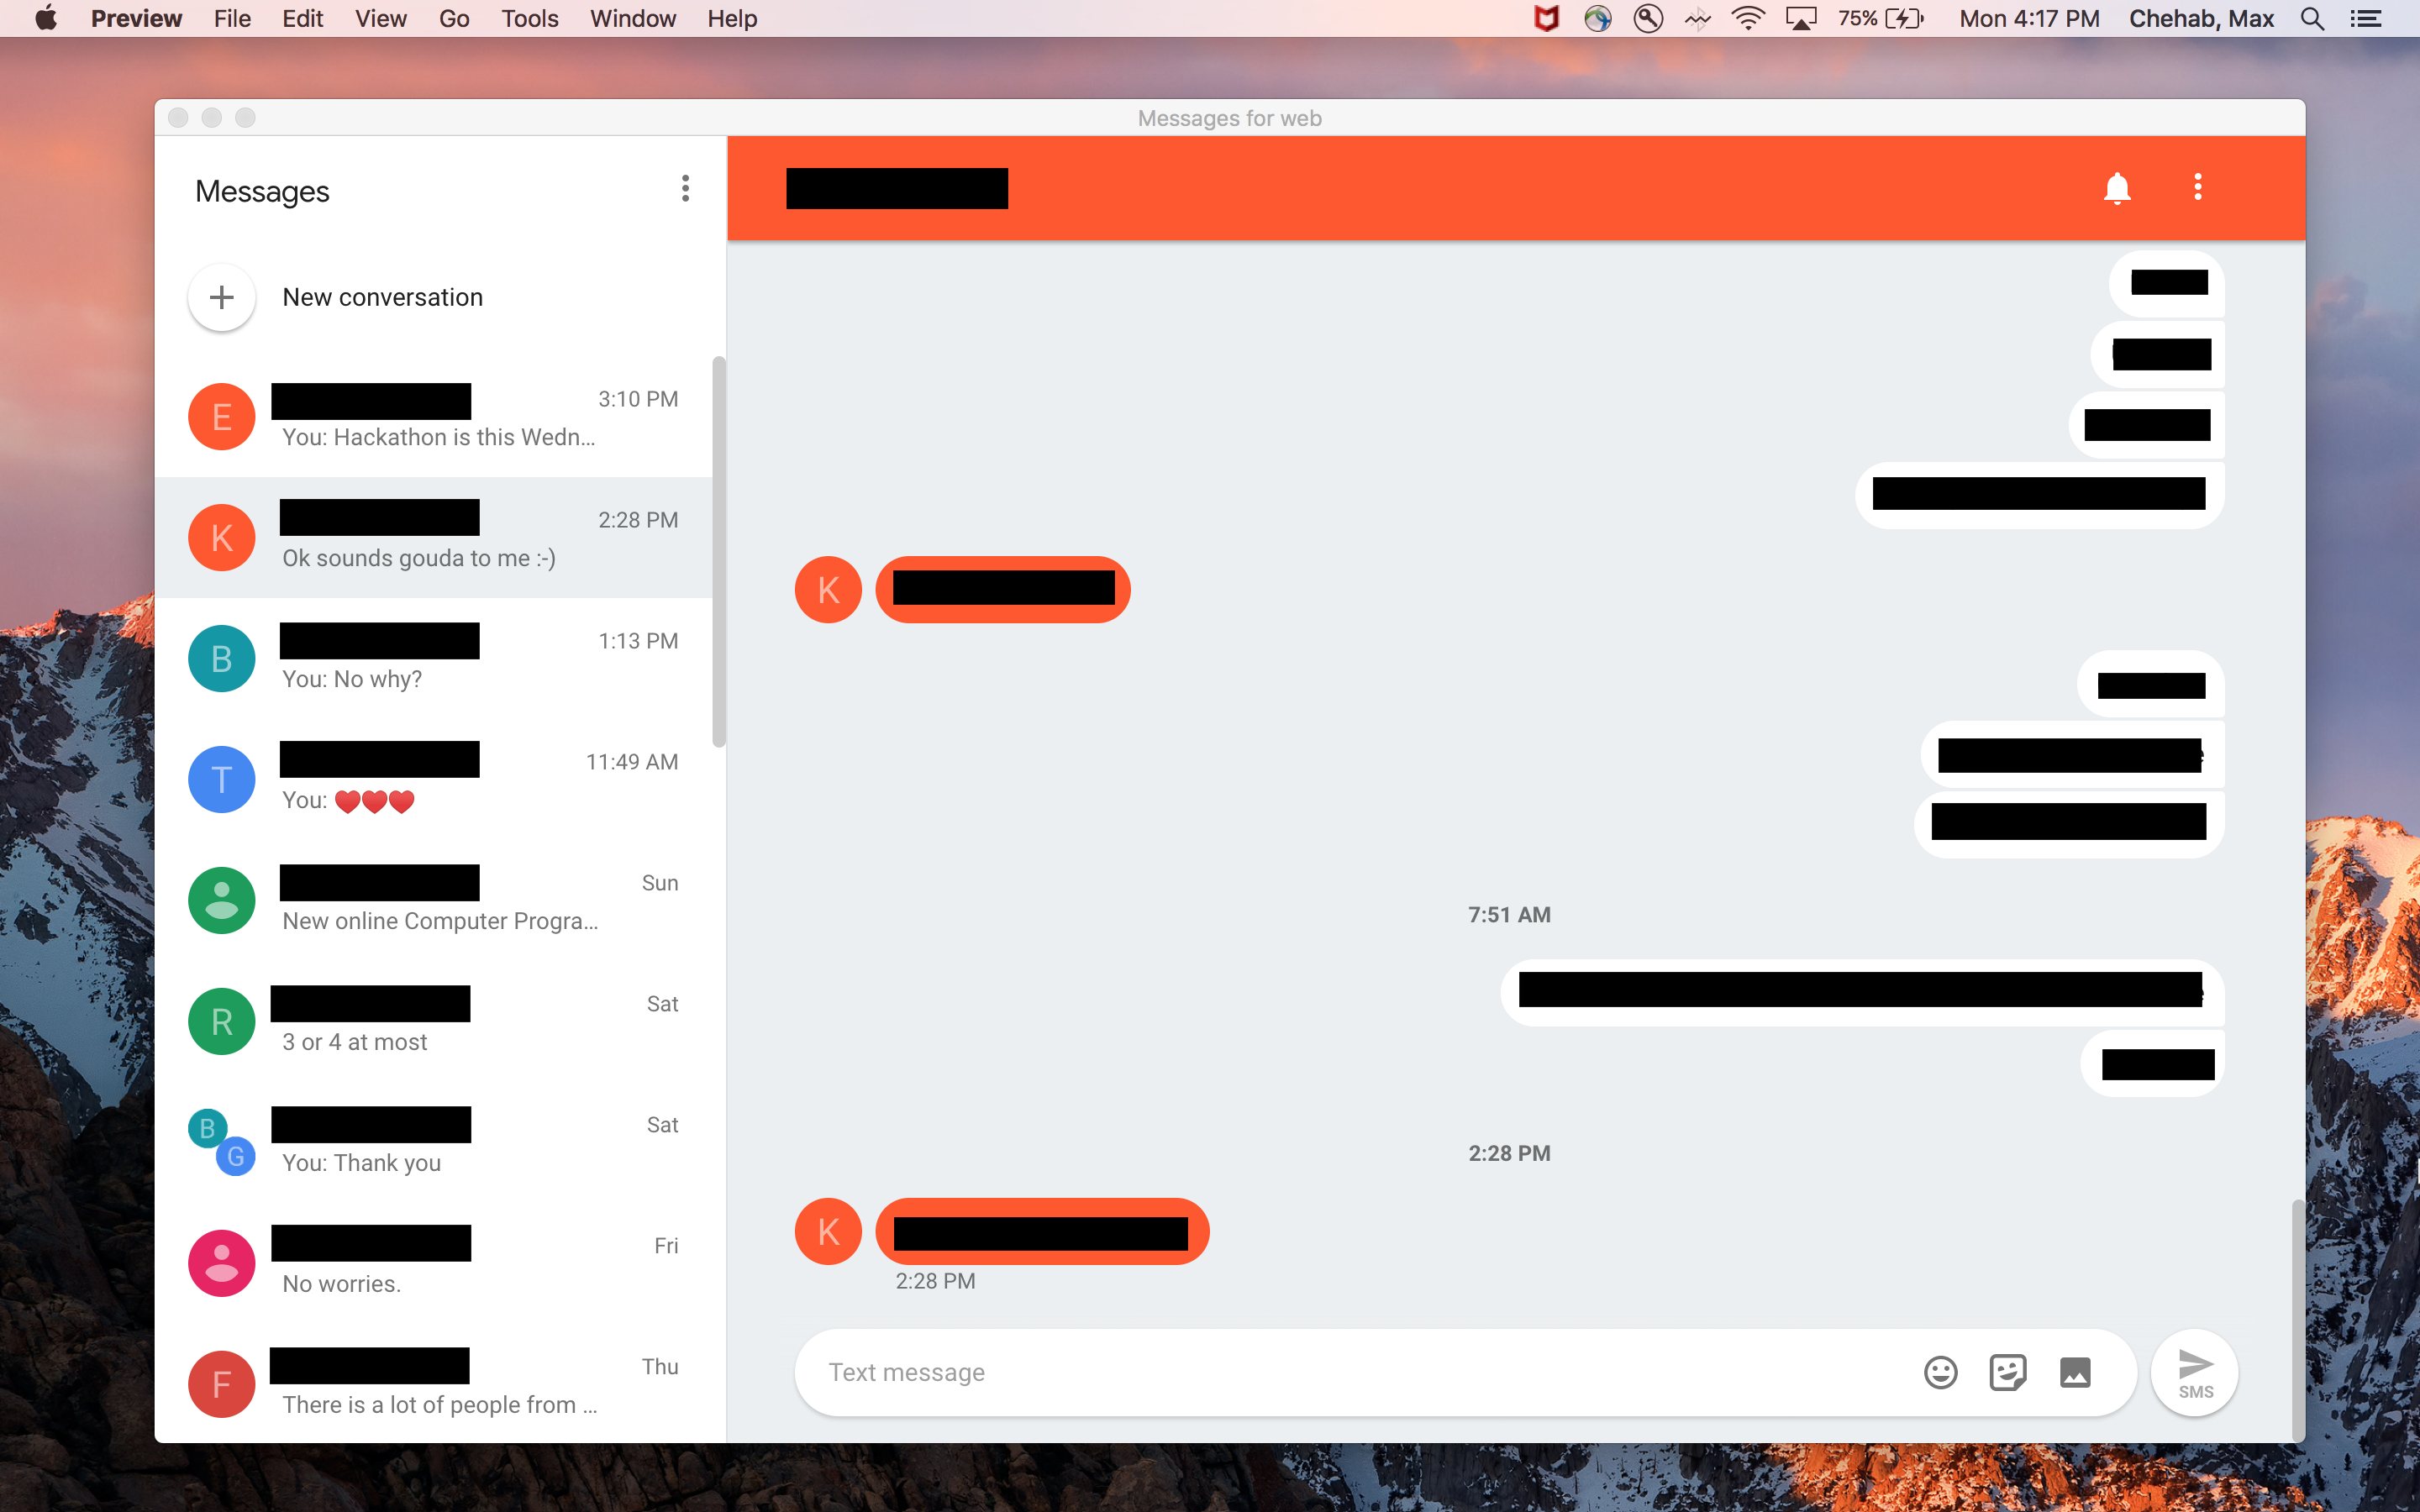 Preview File Edit View Go Tools Window Help 75% Mon 4:17 PM Chehab, Max
Messages for web
Messages
New conversation
E 3:10 PM
You: Hackathon is this Wedn...
K 2:28 PM
Ok sounds gouda to me :-)
B 1:13 PM
You: No why?
T 11:49 AM
You: ❤️❤️❤️
Sun
New online Computer Progra...
R Sat
3 or 4 at most
B G Sat
You: Thank you
Fri
No worries.
F Thu
There is a lot of people from ...
K
7:51 AM
2:28 PM
K
2:28 PM
Text message
SMS